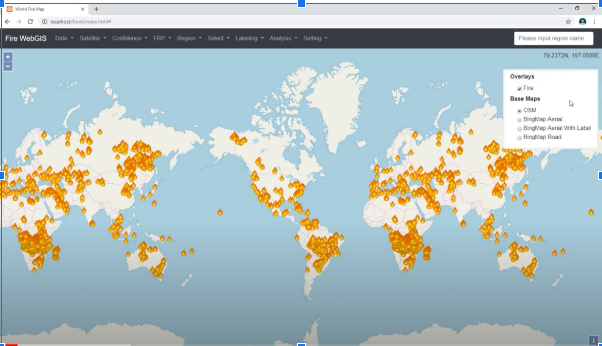 World Fire Map
localhost/front/index.html#
Fire WebGIS Date Satellite Confidence FRP Region Select Labeling Analysis Setting Please input region name
79.2372N, 197.0508E
+
−
Overlays
Fire
Base Maps
OSM
BingMap Aerial
BingMap Aerial With Label
BingMap Road
i